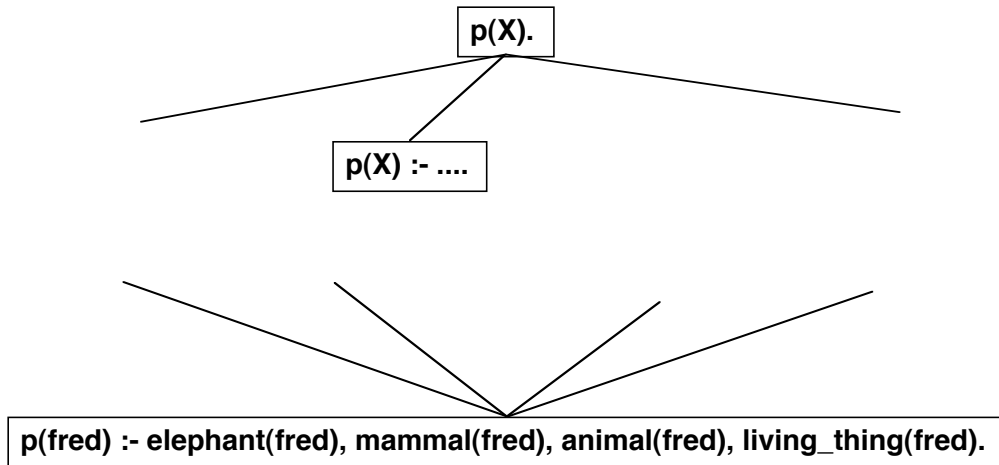 p(X).
p(X) :- ....
p(fred) :- elephant(fred), mammal(fred), animal(fred), living_thing(fred).